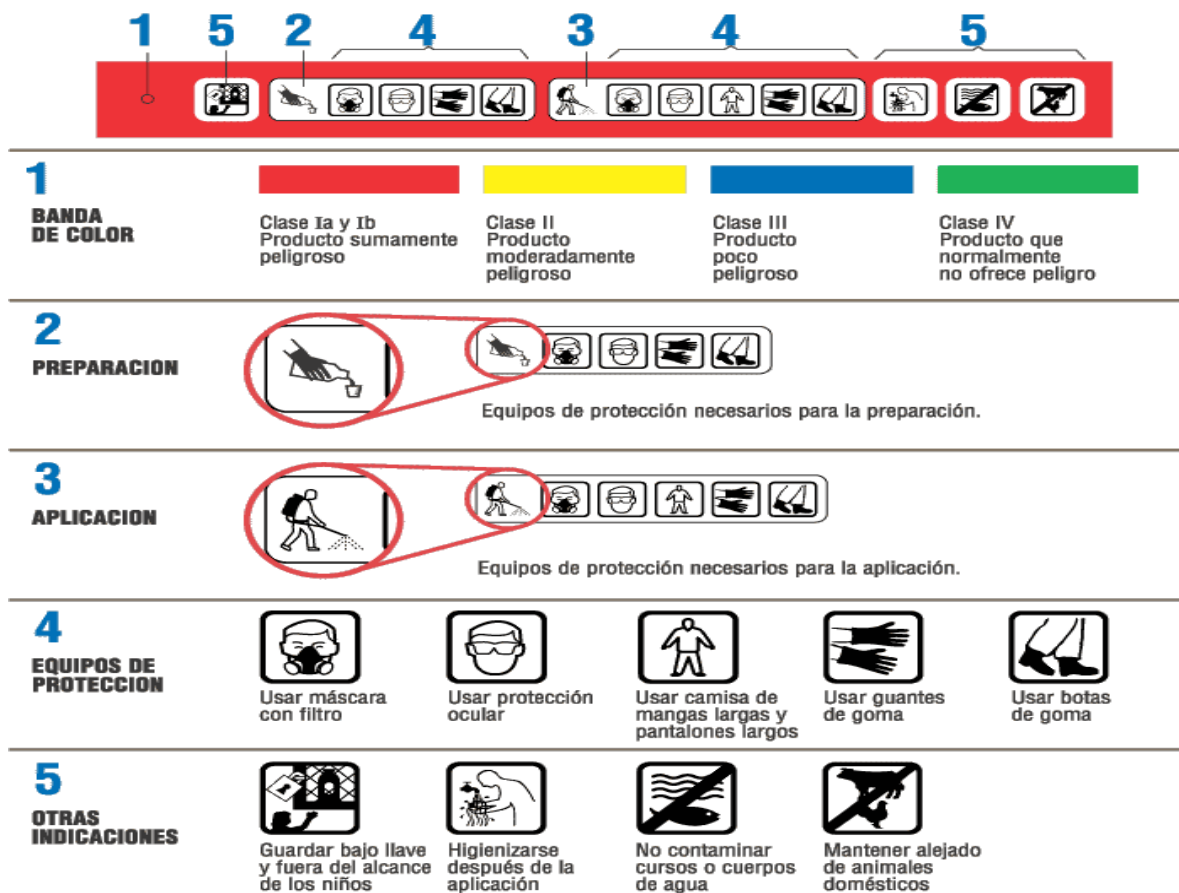 1 5 2 4 3 4 5
1
BANDA
DE COLOR
Clase Ia y Ib
Producto sumamente
peligroso
Clase II
Producto
moderadamente
peligroso
Clase III
Producto
poco
peligroso
Clase IV
Producto que
normalmente
no ofrece peligro
2
PREPARACION
Equipos de protección necesarios para la preparación.
3
APLICACION
Equipos de protección necesarios para la aplicación.
4
EQUIPOS DE
PROTECCION
Usar máscara
con filtro
Usar protección
ocular
Usar camisa de
mangas largas y
pantalones largos
Usar guantes
de goma
Usar botas
de goma
5
OTRAS
INDICACIONES
Guardar bajo llave
y fuera del alcance
de los niños
Higienizarse
después de la
aplicación
No contaminar
cursos o cuerpos
de agua
Mantener alejado
de animales
domésticos